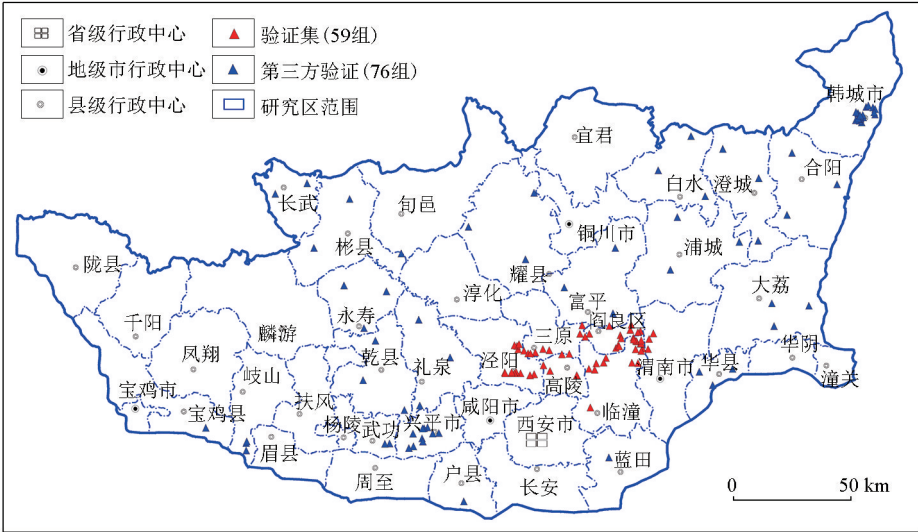 省级行政中心
验证集(59组)
地级市行政中心
第三方验证(76组)
县级行政中心
研究区范围
韩城市
宜君
合阳
白水
澄城
长武
旬邑
铜川市
彬县
蒲城
陇县
耀县
大荔
淳化
富平
千阳
永寿
麟游
阎良区
三原
华阴
凤翔
乾县
礼泉
泾阳
渭南市
华县
潼关
岐山
高陵
宝鸡市
宝鸡县
扶风
咸阳市
临潼
杨陵
武功
兴平市
西安市
眉县
蓝田
周至
户县
长安
0
50 km